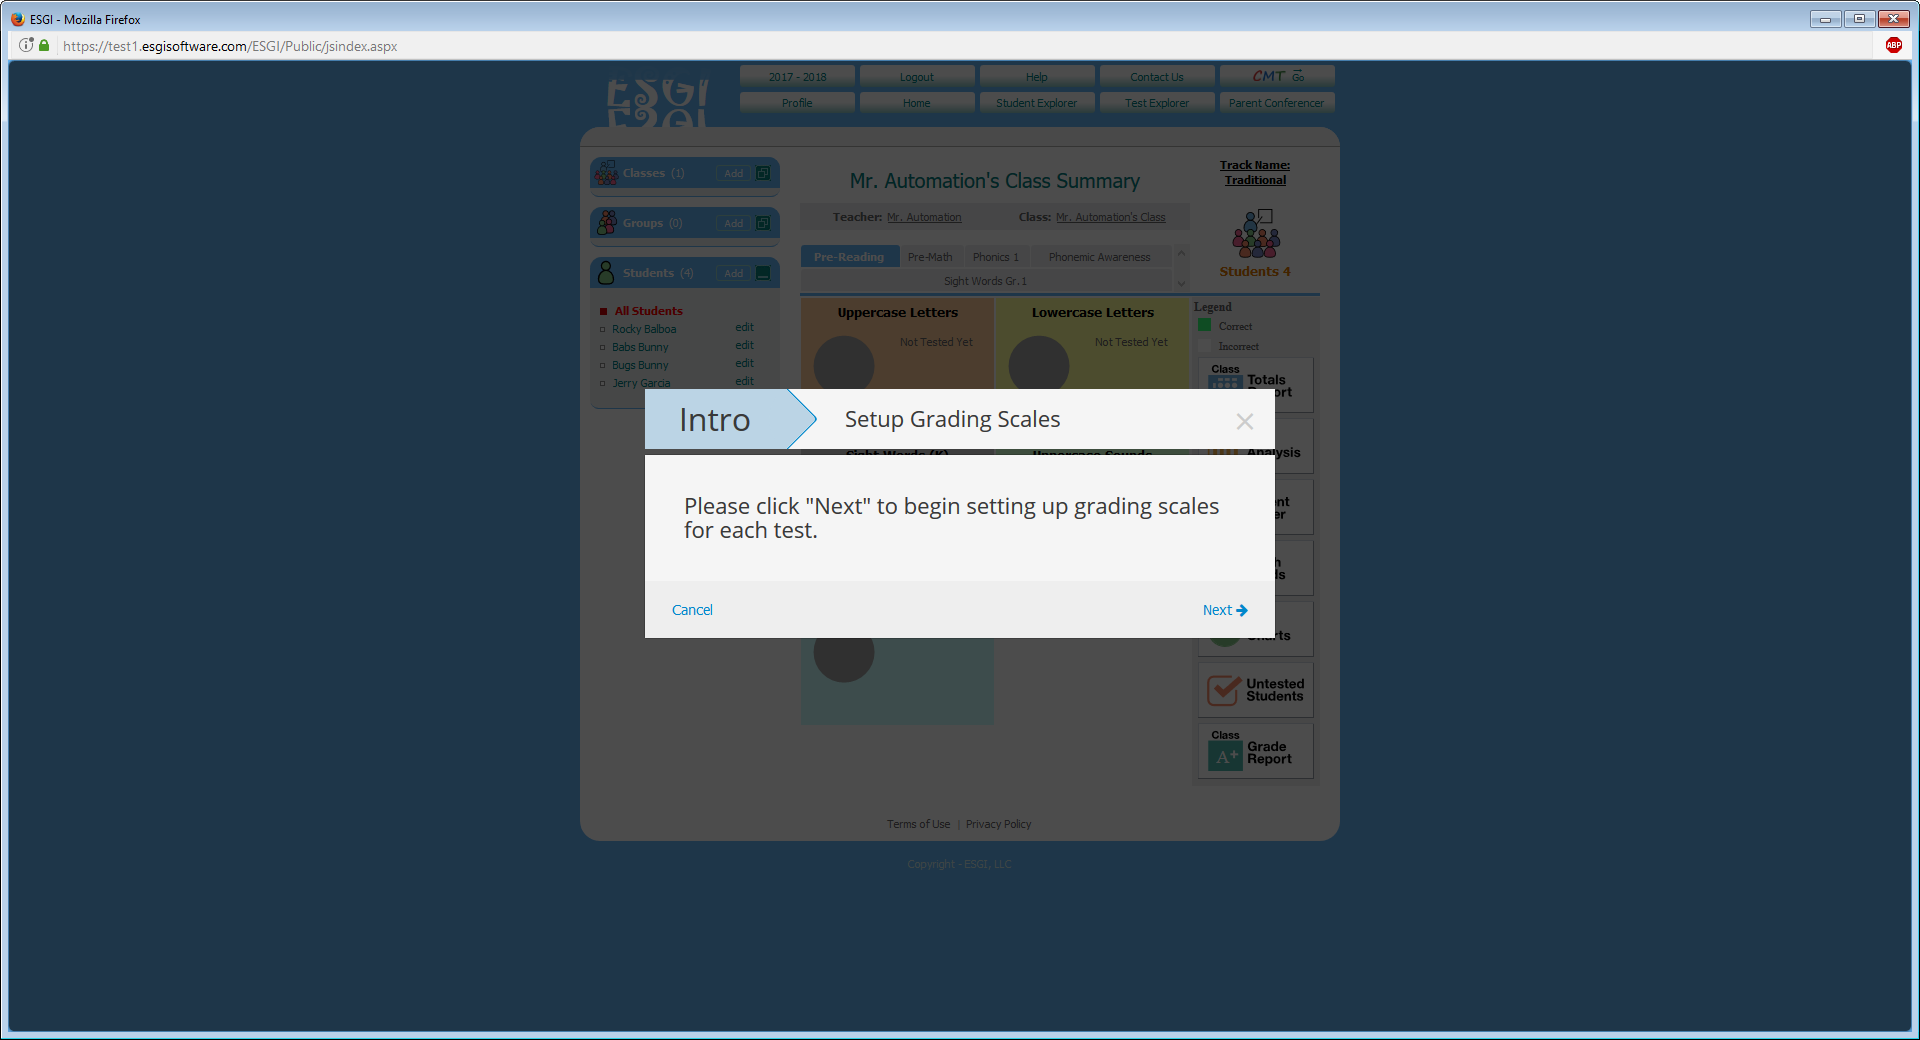 ESGI - Mozilla Firefox
https://test1.esgisoftware.com/ESGI/Public/jsindex.aspx
ABP
ESGI
2017 - 2018
Logout
Help
Contact Us
CMT Go
Profile
Home
Student Explorer
Test Explorer
Parent Conferencer
Classes (1) Add
Groups (0) Add
Students (4) Add
All Students
Rocky Balboa edit
Babs Bunny edit
Bugs Bunny edit
Jerry Garcia edit
Mr. Automation's Class Summary
Teacher: Mr. Automation Class: Mr. Automation's Class
Track Name:
Traditional
Students 4
Pre-Reading Pre-Math Phonics 1 Phonemic Awareness
Sight Words Gr.1
Uppercase Letters
Not Tested Yet
Lowercase Letters
Not Tested Yet
Legend
Correct
Incorrect
Class
Totals
Intro
Setup Grading Scales
Sight Words (K)
Uppercase Sounds
Analysis
Please click "Next" to begin setting up grading scales
for each test.
Cancel
Next
Charts
Untested
Students
Class
A+
Grade
Report
Terms of Use | Privacy Policy
Copyright - ESGI, LLC